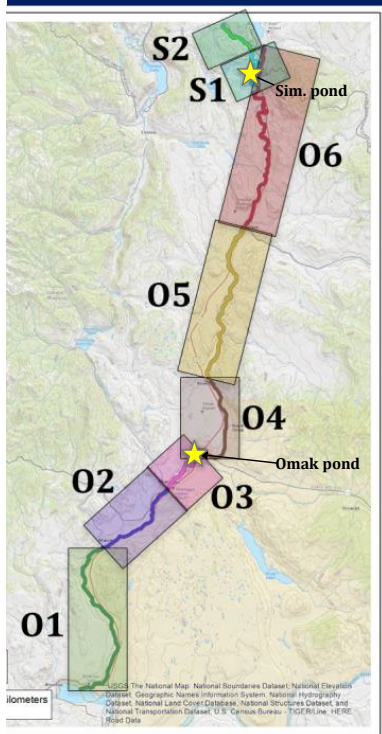 S2
S1
Sim. pond
O6
O5
O4
Omak pond
O2
O3
O1
USGS The National Map: National Boundaries Dataset, National Elevation
Dataset, Geographic Names Information System, National Hydrography
Dataset, National Land Cover Database, National Structures Dataset, and
National Transportation Dataset; U.S. Census Bureau - TIGER/Line; HERE
Road Data
ilometers